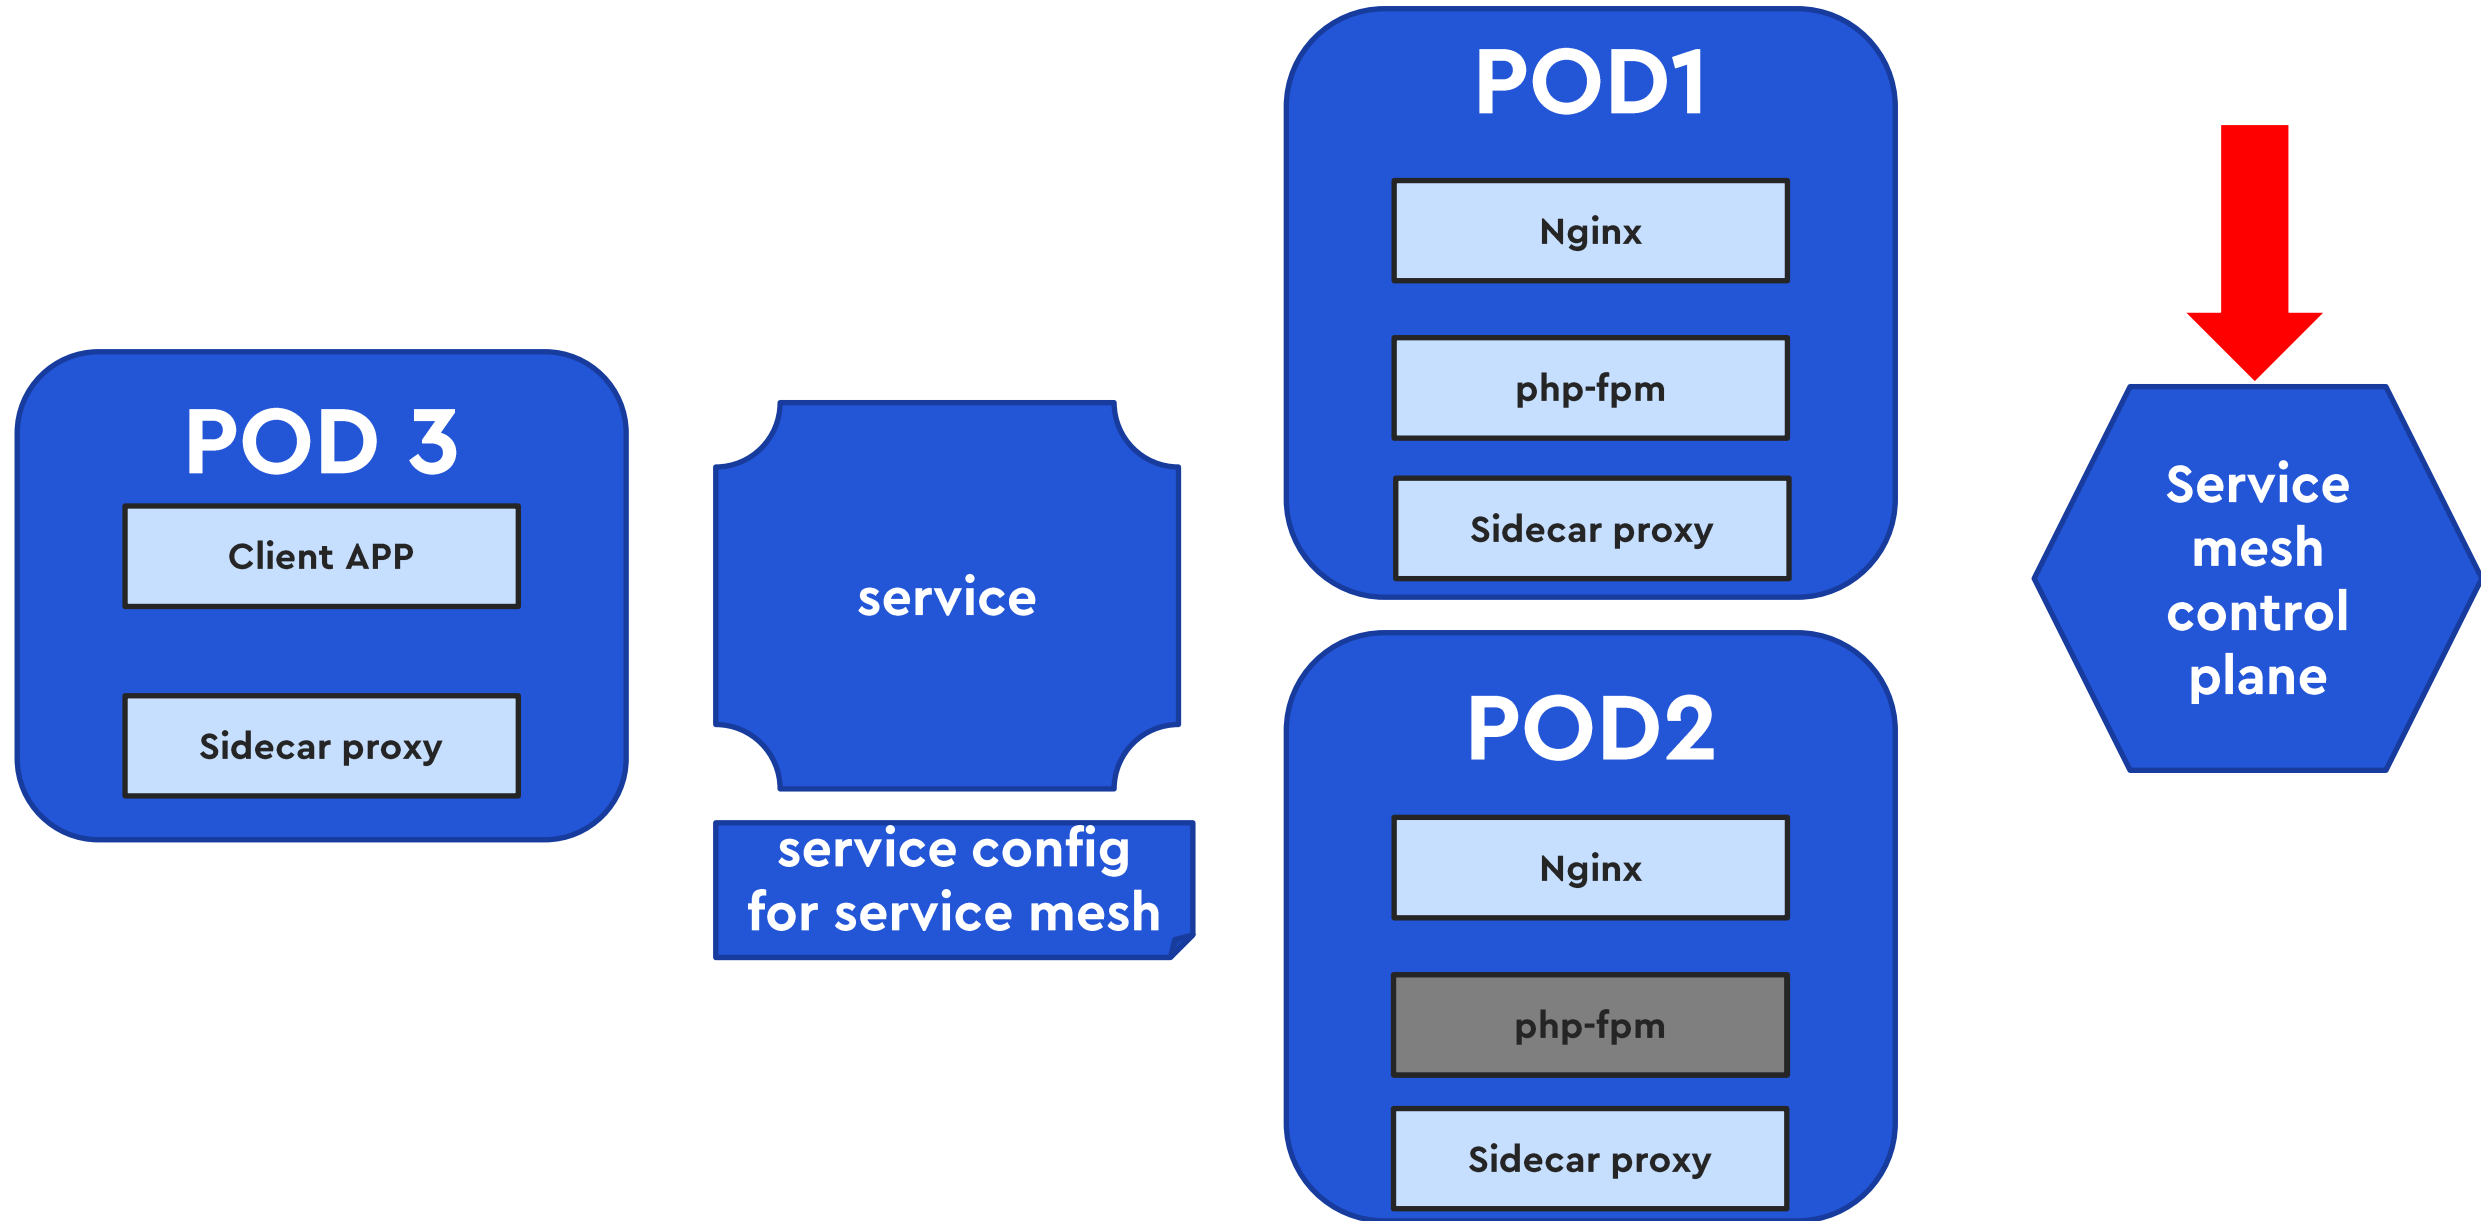 POD 3
Client APP
Sidecar proxy
service
service config
for service mesh
POD1
Nginx
php-fpm
Sidecar proxy
POD2
Nginx
php-fpm
Sidecar proxy
Service
mesh
control
plane